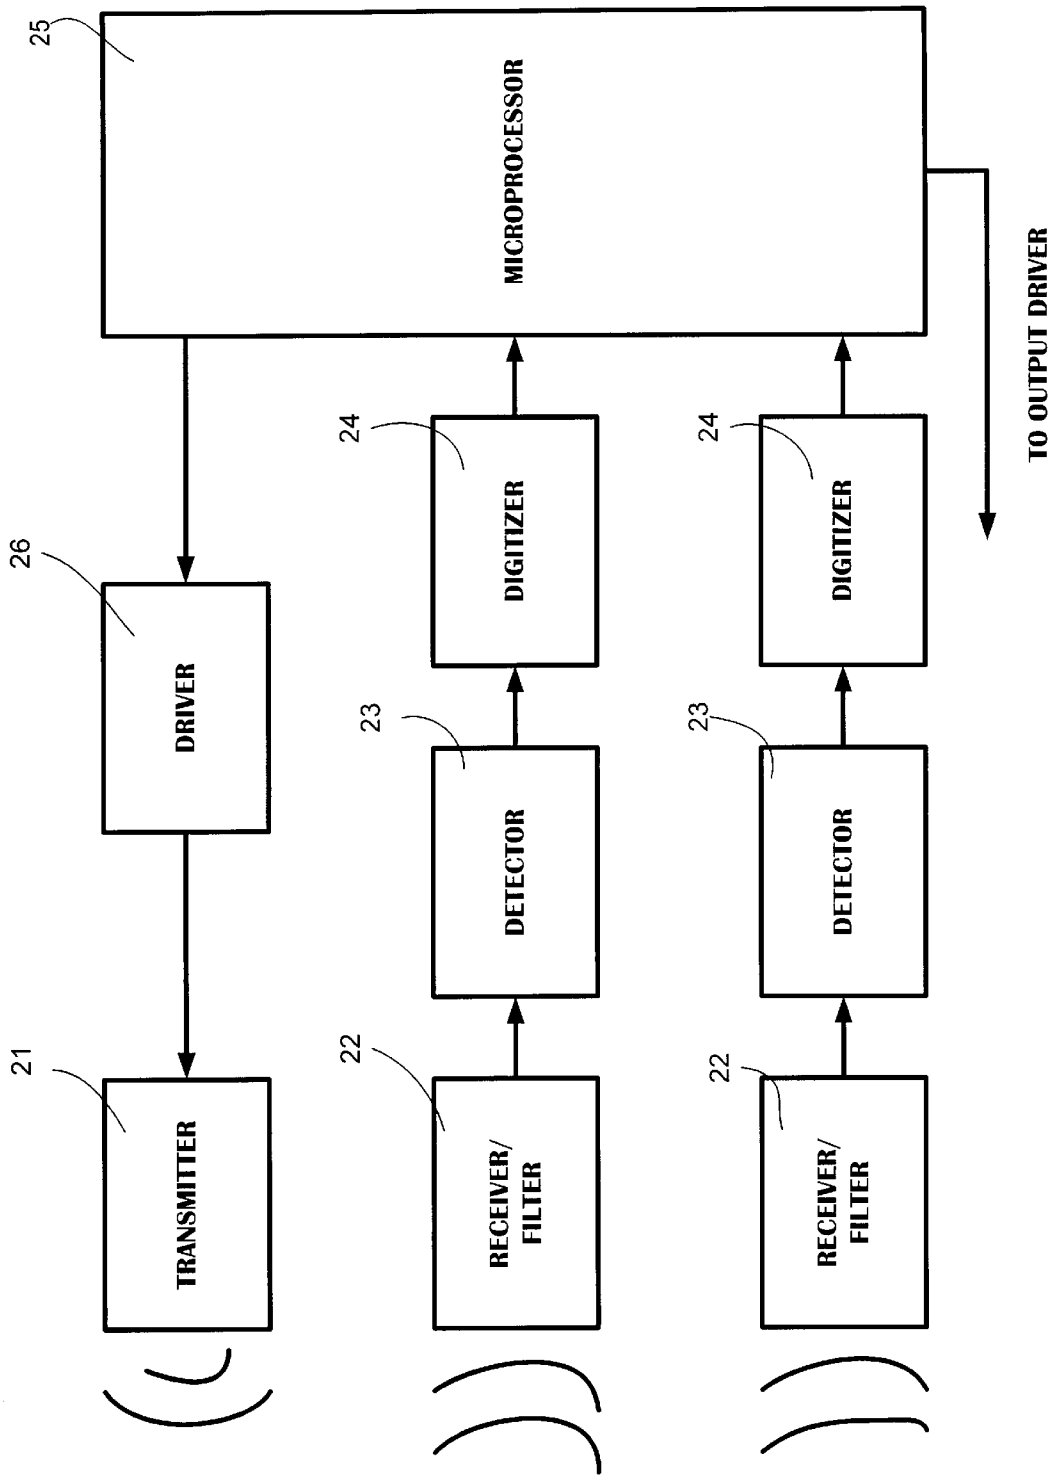 25
MICROPROCESSOR
26
DRIVER
21
TRANSMITTER
22
RECEIVER/
FILTER
23
DETECTOR
24
DIGITIZER
22
RECEIVER/
FILTER
23
DETECTOR
24
DIGITIZER
TO OUTPUT DRIVER